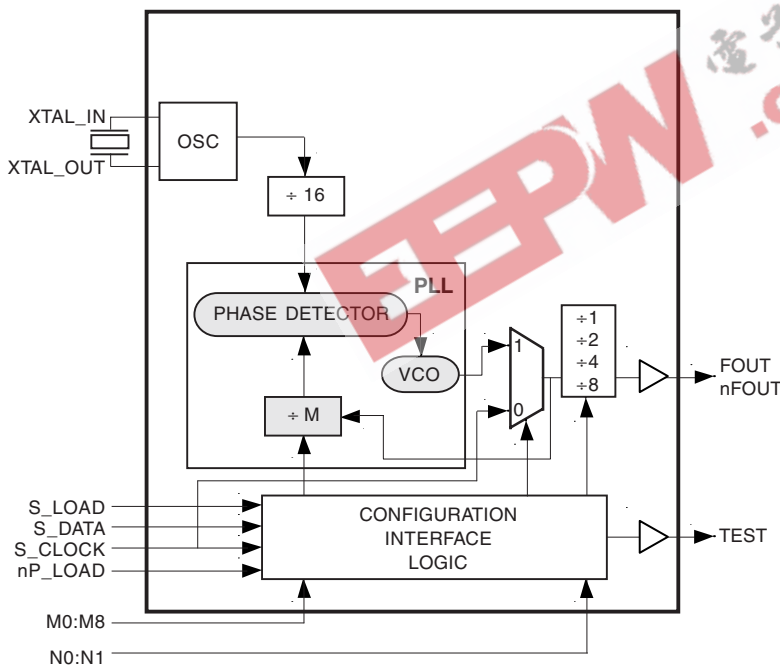 XTAL_IN
OSC
XTAL_OUT
÷ 16
PLL
PHASE DETECTOR
VCO
÷ M
1
0
÷1
÷2
÷4
÷8
FOUT
nFOUT
S_LOAD
S_DATA
S_CLOCK
nP_LOAD
CONFIGURATION
INTERFACE
LOGIC
TEST
M0:M8
N0:N1
EEPW